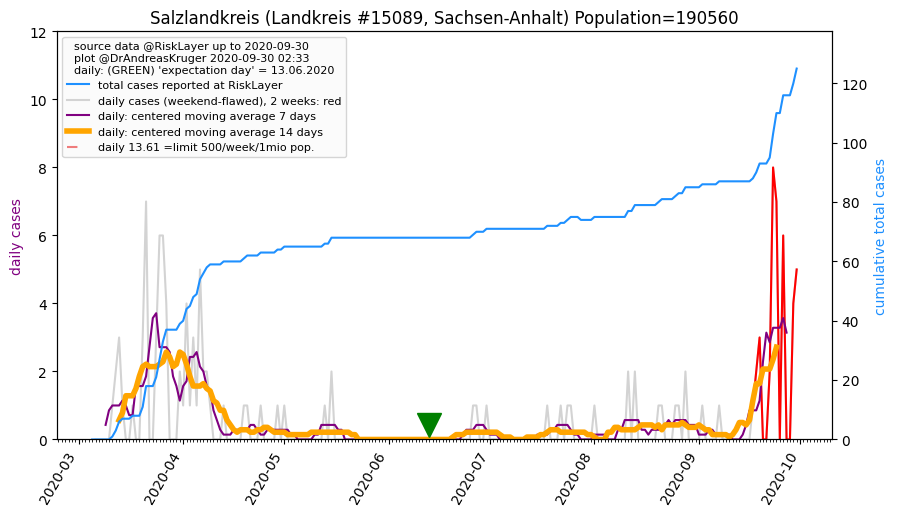 Salzlandkreis (Landkreis #15089, Sachsen-Anhalt) Population=190560
source data @RiskLayer up to 2020-09-30
plot @DrAndreasKruger 2020-09-30 02:33
daily: (GREEN) 'expectation day' = 13.06.2020
total cases reported at RiskLayer
daily cases (weekend-flawed), 2 weeks: red
daily: centered moving average 7 days
daily: centered moving average 14 days
daily 13.61 =limit 500/week/1mio pop.
daily cases
12
10
8
6
4
2
0
cumulative total cases
120
100
80
60
40
20
0
2020-03
2020-04
2020-05
2020-06
2020-07
2020-08
2020-09
2020-10